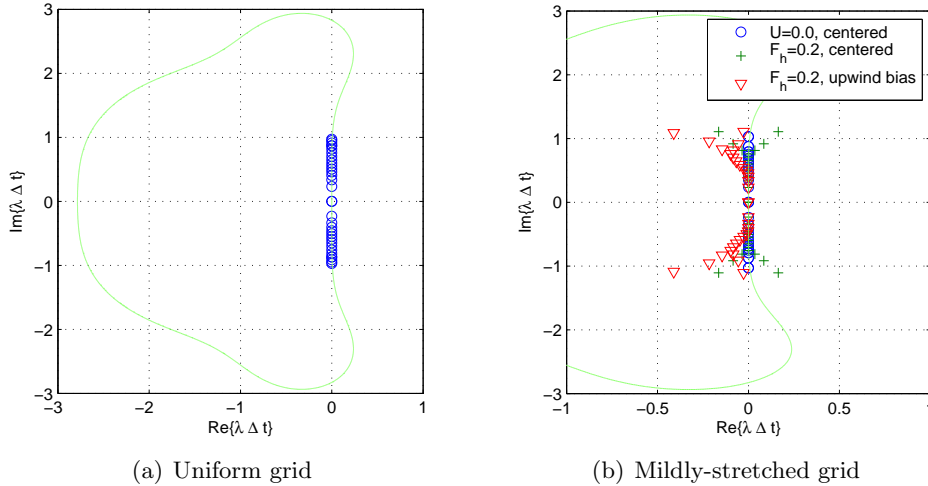 3
2
1
0
−1
−2
−3
−3
−2
−1
0
1
Im{λ Δ t}
Re{λ Δ t}
(a) Uniform grid
3
2
1
0
−1
−2
−3
−1
−0.5
0
0.5
1
Im{λ Δ t}
Re{λ Δ t}
U=0.0, centered
F_h=0.2, centered
F_h=0.2, upwind bias
(b) Mildly-stretched grid